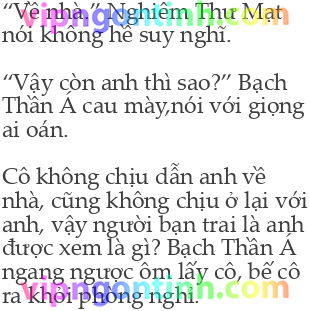 “Về nhà.” Nghiêm Thư Mạt
nói không hề suy nghĩ.
“Vậy còn anh thì sao?” Bạch
Thần Á cau mày,nói với giọng
ai oán.
Cô không chịu dẫn anh về
nhà, cũng không chịu ở lại với
anh, vậy người bạn trai là anh
được xem là gì? Bạch Thần Á
ngang ngược ôm lấy cô, bế cô
ra khỏi phòng nghỉ.
vipngontinh.com
vipngontinh.com